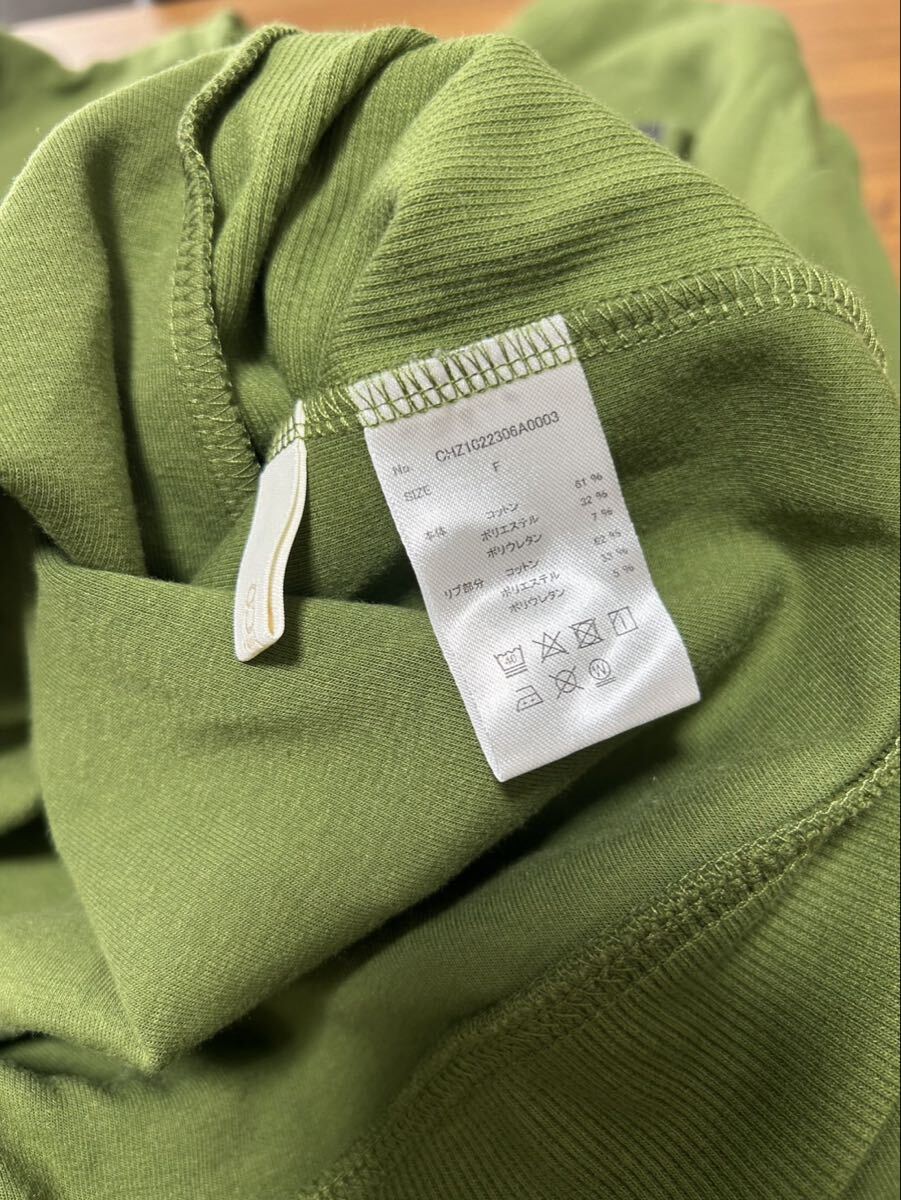 No. CHZ1G22306A0003
SIZE F
本体 コットン 61 %
ポリエステル 32 %
ポリウレタン 7 %
リブ部分 コットン 62 %
ポリエステル 33 %
ポリウレタン 5 %
40